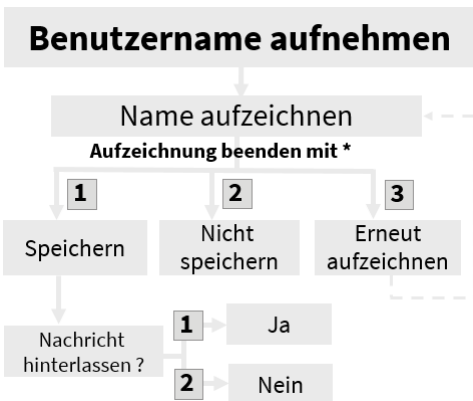 Benutzername aufnehmen
Name aufzeichnen
Aufzeichnung beenden mit *
1
2
3
Speichern
Nicht
speichern
Erneut
aufzeichnen
Nachricht
hinterlassen ?
1
Ja
2
Nein